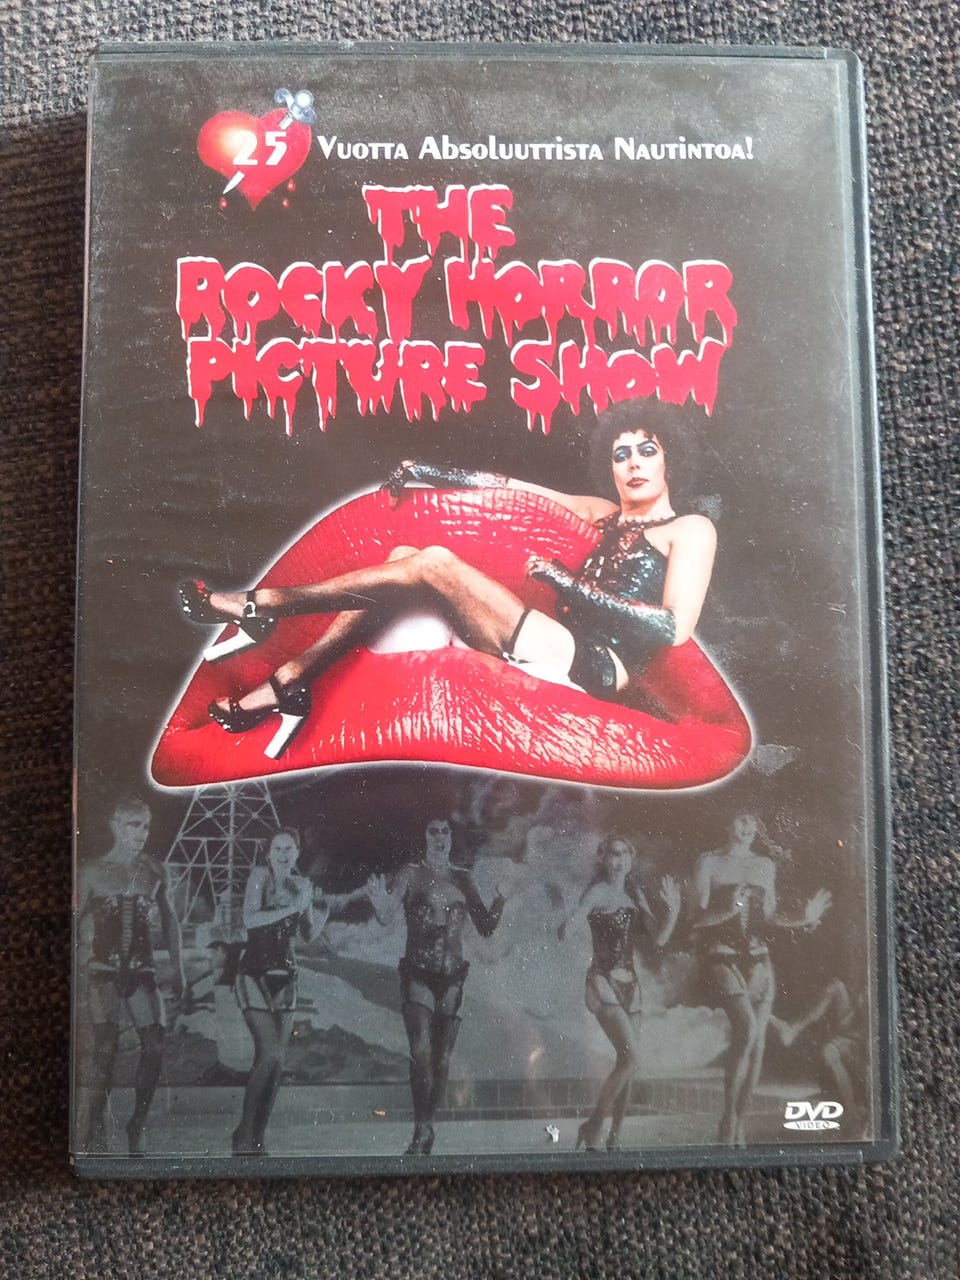 25 Vuotta Absoluuttista Nautintoa!
THE
ROCKY HORROR
PICTURE SHOW
DVD
VIDEO